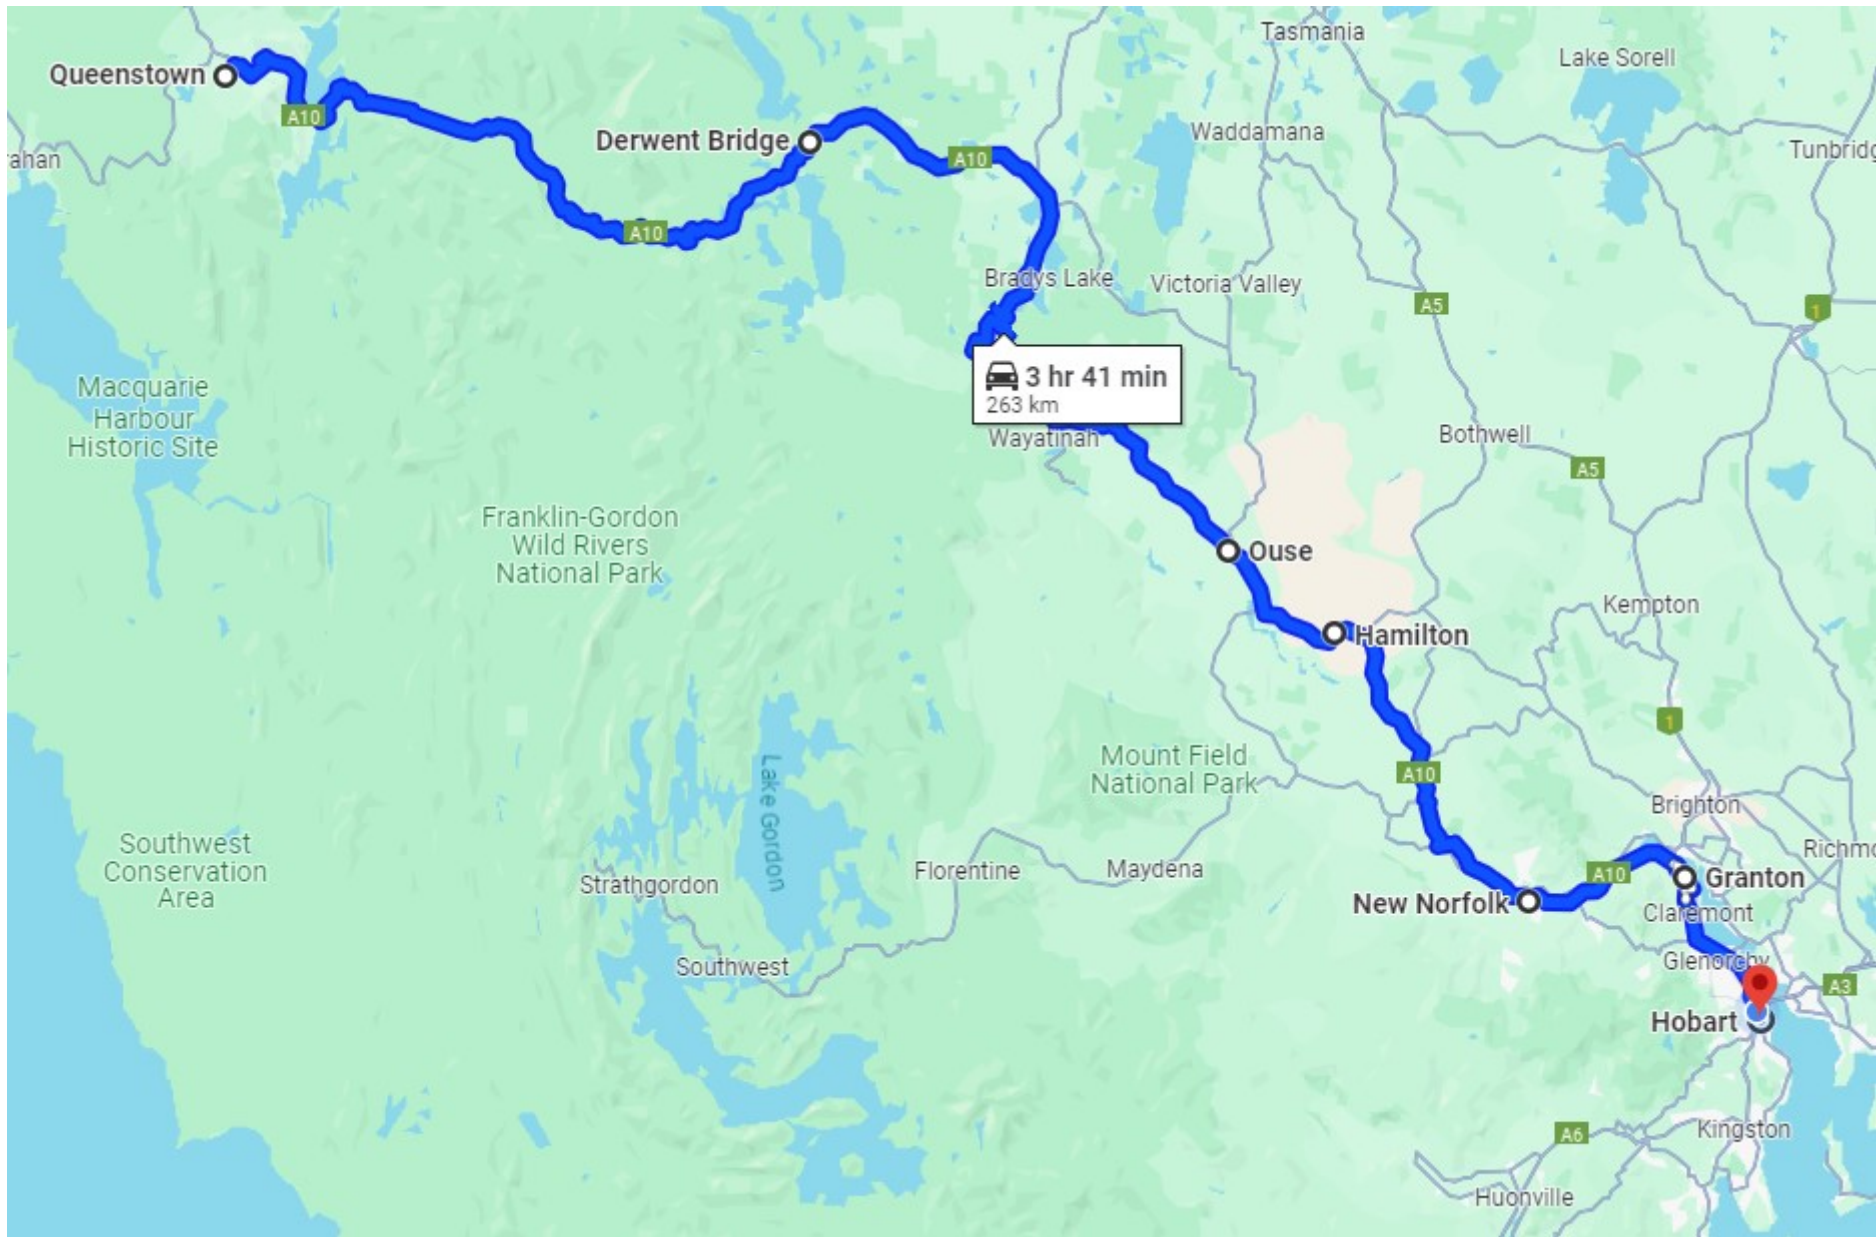 Tasmania
Lake Sorell
Queenstown
A10
Derwent Bridge
A10
Waddamana
Tunbridg
rahan
A10
Bradys Lake
Victoria Valley
A5
1
3 hr 41 min
263 km
Macquarie
Harbour
Historic Site
Wayatinah
Bothwell
A5
Franklin-Gordon
Wild Rivers
National Park
Ouse
Kempton
Hamilton
1
Mount Field
National Park
A10
Lake Gordon
Brighton
Southwest
Conservation
Area
Richmo
Strathgordon
Florentine
Maydena
A10
Granton
New Norfolk
Claremont
Southwest
Glenorchy
A3
Hobart
A6
Kingston
Huonville